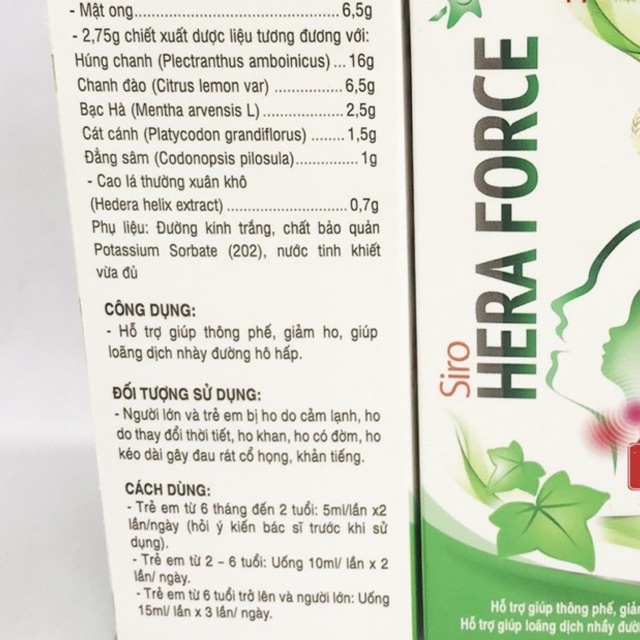 - Mật ong........................................ 6,5g
- 2,75g chiết xuất dược liệu tương đương với:
Húng chanh (Plectranthus amboinicus) ... 16g
Chanh đào (Citrus lemon var) .............. 6,5g
Bạc Hà (Mentha arvensis L) ................. 2,5g
Cát cánh (Platycodon grandiflorus) ....... 1,5g
Đẳng sâm (Codonopsis pilosula).............. 1g
- Cao lá thường xuân khô
(Hedera helix extract) ......................... 0,7g
Phụ liệu: Đường kính trắng, chất bảo quản
Potassium Sorbate (202), nước tinh khiết
vừa đủ
CÔNG DỤNG:
- Hỗ trợ giúp thông phế, giảm ho, giúp
loãng dịch nhày đường hô hấp.
ĐỐI TƯỢNG SỬ DỤNG:
- Người lớn và trẻ em bị ho do cảm lạnh, ho
do thay đổi thời tiết, ho khan, ho có đờm, ho
kéo dài gây đau rát cổ họng, khản tiếng.
CÁCH DÙNG:
- Trẻ em từ 6 tháng đến 2 tuổi: 5ml/lần x2
lần/ngày (hỏi ý kiến bác sĩ trước khi sử
dụng).
- Trẻ em từ 2 – 6 tuổi: Uống 10ml/ lần x 2
lần/ ngày.
- Trẻ em từ 6 tuổi trở lên và người lớn: Uống
15ml/ lần x 3 lần/ ngày.
Siro
HERA FORCE
Hỗ trợ giúp thông phế, giảm
Hỗ trợ giúp loãng dịch nhầy đườ